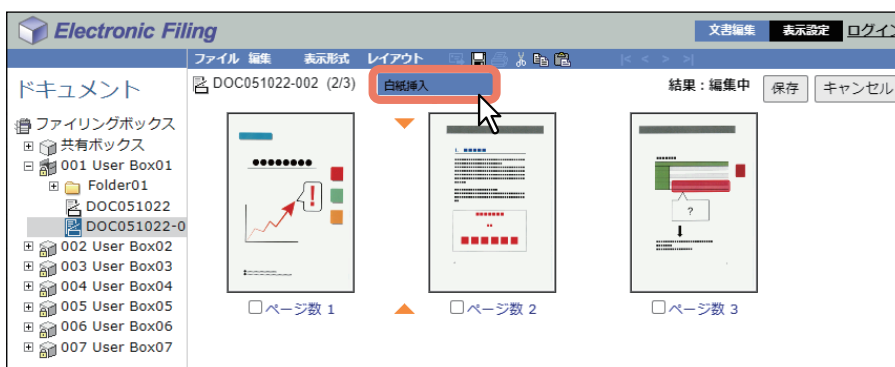 Electronic Filing
文書編集 表示設定 ログイン
ファイル 編集 表示形式 レイアウト |< < > >|
ドキュメント
DOC051022-002 (2/3)
白紙挿入
結果：編集中 保存 キャンセル
ファイリングボックス
共有ボックス
001 User Box01
Folder01
DOC051022
DOC051022-0
002 User Box02
003 User Box03
004 User Box04
005 User Box05
006 User Box06
007 User Box07
!
?
ページ数 1
ページ数 2
ページ数 3